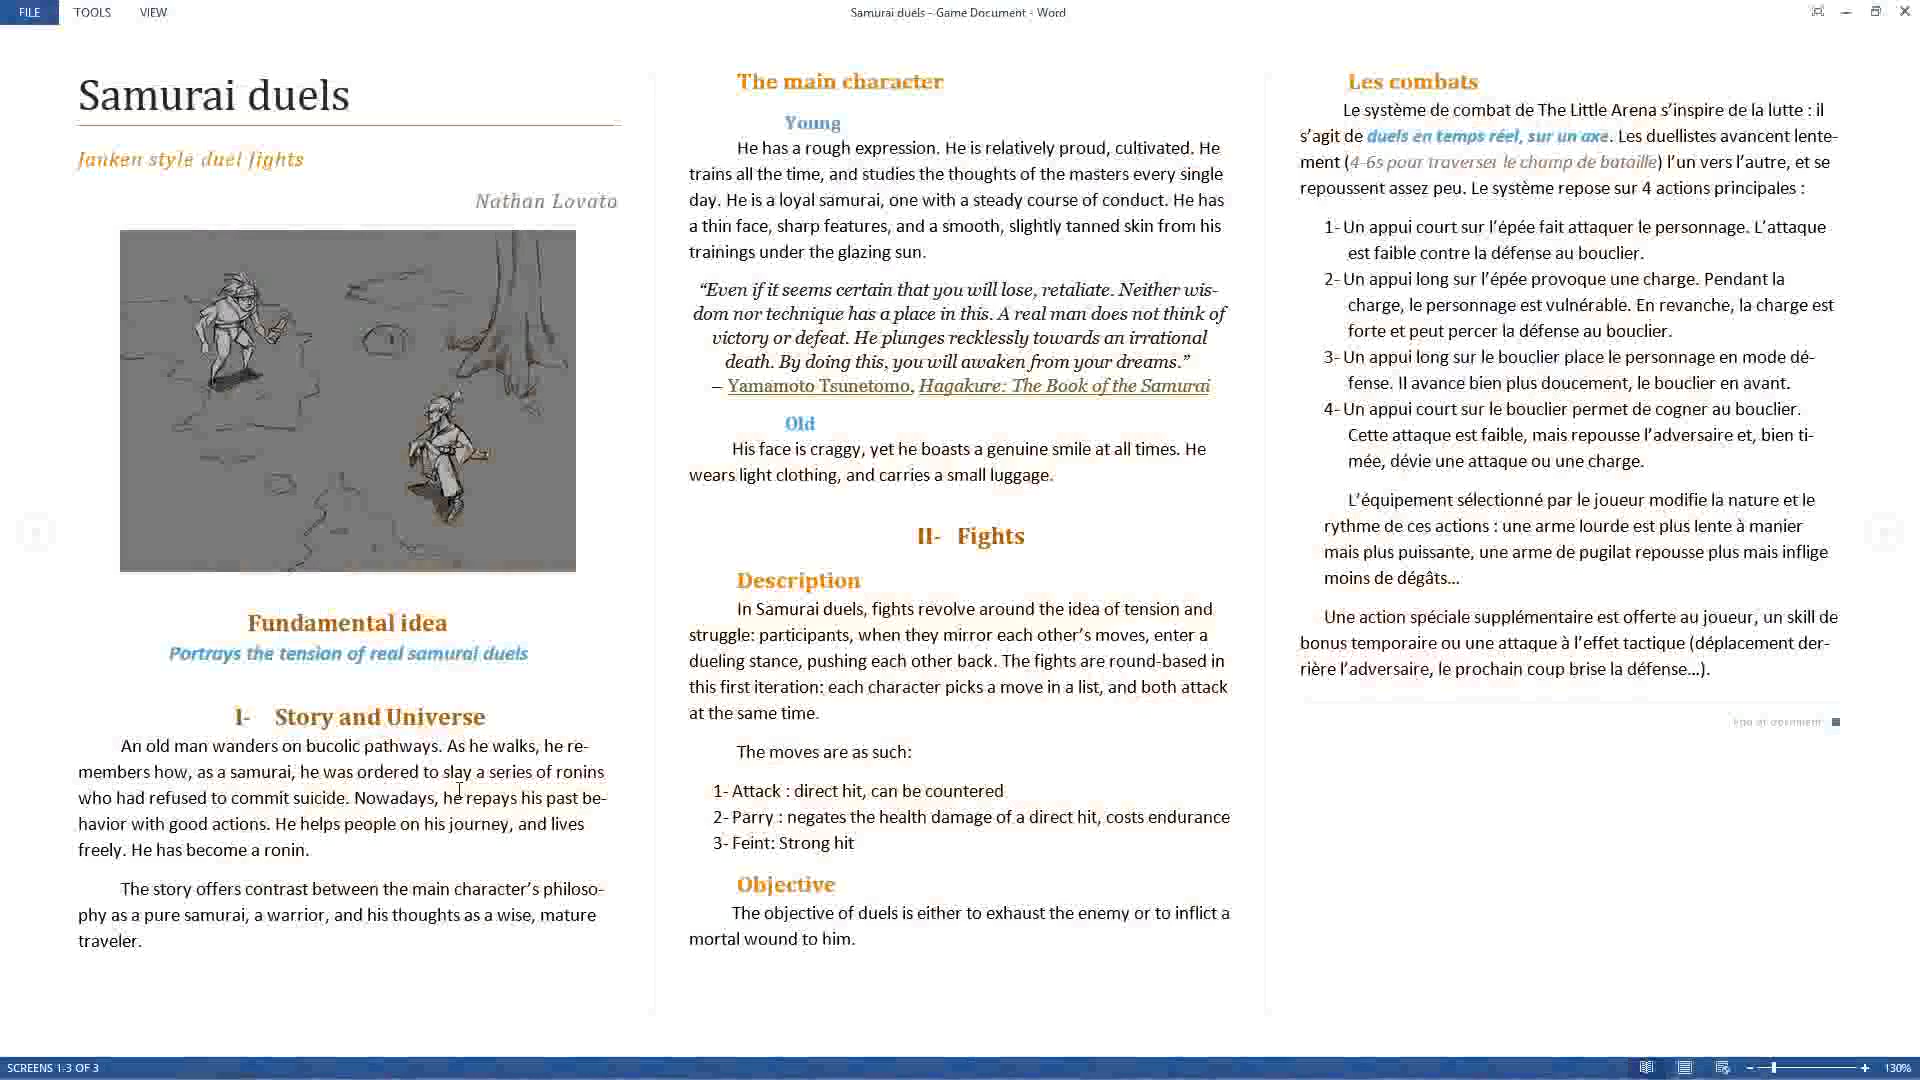 FILE TOOLS VIEW
Samurai duels - Game Document - Word
Samurai duels
Janken style duel fights
Nathan Lovato
Fundamental idea
Portrays the tension of real samurai duels
I- Story and Universe
An old man wanders on bucolic pathways. As he walks, he re-
members how, as a samurai, he was ordered to slay a series of ronins
who had refused to commit suicide. Nowadays, he repays his past be-
havior with good actions. He helps people on his journey, and lives
freely. He has become a ronin.
The story offers contrast between the main character's philoso-
phy as a pure samurai, a warrior, and his thoughts as a wise, mature
traveler.
The main character
Young
He has a rough expression. He is relatively proud, cultivated. He
trains all the time, and studies the thoughts of the masters every single
day. He is a loyal samurai, one with a steady course of conduct. He has
a thin face, sharp features, and a smooth, slightly tanned skin from his
trainings under the glazing sun.
“Even if it seems certain that you will lose, retaliate. Neither wis-
dom nor technique has a place in this. A real man does not think of
victory or defeat. He plunges recklessly towards an irrational
death. By doing this, you will awaken from your dreams.”
– Yamamoto Tsunetomo, Hagakure: The Book of the Samurai
Old
His face is craggy, yet he boasts a genuine smile at all times. He
wears light clothing, and carries a small luggage.
II- Fights
Description
In Samurai duels, fights revolve around the idea of tension and
struggle: participants, when they mirror each other's moves, enter a
dueling stance, pushing each other back. The fights are round-based in
this first iteration: each character picks a move in a list, and both attack
at the same time.
The moves are as such:
1- Attack : direct hit, can be countered
2- Parry : negates the health damage of a direct hit, costs endurance
3- Feint: Strong hit
Objective
The objective of duels is either to exhaust the enemy or to inflict a
mortal wound to him.
Les combats
Le système de combat de The Little Arena s'inspire de la lutte : il
s'agit de duels en temps réel, sur un axe. Les duellistes avancent lente-
ment (4-6s pour traverser le champ de bataille) l'un vers l'autre, et se
repoussent assez peu. Le système repose sur 4 actions principales :
1- Un appui court sur l'épée fait attaquer le personnage. L'attaque
est faible contre la défense au bouclier.
2- Un appui long sur l'épée provoque une charge. Pendant la
charge, le personnage est vulnérable. En revanche, la charge est
forte et peut percer la défense au bouclier.
3- Un appui long sur le bouclier place le personnage en mode dé-
fense. Il avance bien plus doucement, le bouclier en avant.
4- Un appui court sur le bouclier permet de cogner au bouclier.
Cette attaque est faible, mais repousse l'adversaire et, bien ti-
mée, dévie une attaque ou une charge.
L'équipement sélectionné par le joueur modifie la nature et le
rythme de ces actions : une arme lourde est plus lente à manier
mais plus puissante, une arme de pugilat repousse plus mais inflige
moins de dégâts…
Une action spéciale supplémentaire est offerte au joueur, un skill de
bonus temporaire ou une attaque à l'effet tactique (déplacement der-
rière l'adversaire, le prochain coup brise la défense…).
End of document
SCREENS 1-3 OF 3
130%